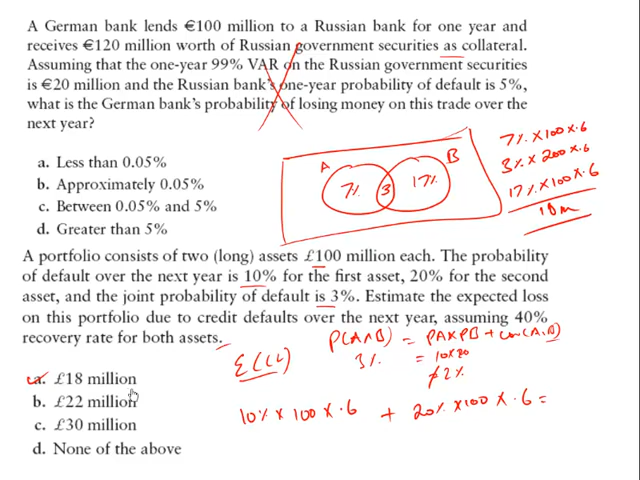 A German bank lends €100 million to a Russian bank for one year and
receives €120 million worth of Russian government securities as collateral.
Assuming that the one-year 99% VAR on the Russian government securities
is €20 million and the Russian bank's one-year probability of default is 5%,
what is the German bank's probability of losing money on this trade over the
next year?
a. Less than 0.05%
b. Approximately 0.05%
c. Between 0.05% and 5%
d. Greater than 5%
A B
7% 3 17%
7% × 100 × .6
3% × 200 × .6
17% × 100 × .6
18m
A portfolio consists of two (long) assets £100 million each. The probability
of default over the next year is 10% for the first asset, 20% for the second
asset, and the joint probability of default is 3%. Estimate the expected loss
on this portfolio due to credit defaults over the next year, assuming 40%
recovery rate for both assets.
P(A∩B) = PA×PB + Cov(A,B)
3% = 10×20
≠ 2%
a. £18 million
b. £22 million
c. £30 million
d. None of the above
10% × 100 × .6 + 20% × 100 × .6 =